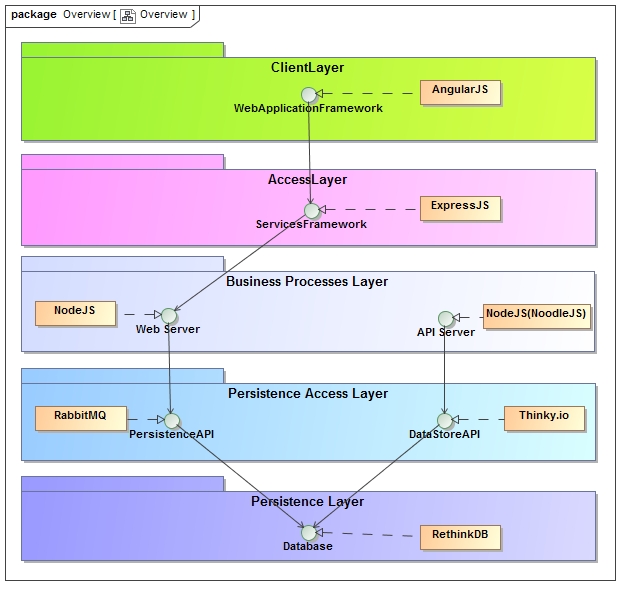 package Overview [ Overview ]
ClientLayer
AngularJS
WebApplicationFramework
AccessLayer
ExpressJS
ServicesFramework
Business Processes Layer
NodeJS
NodeJS(NoodleJS)
Web Server
API Server
Persistence Access Layer
RabbitMQ
Thinky.io
PersistenceAPI
DataStoreAPI
Persistence Layer
RethinkDB
Database